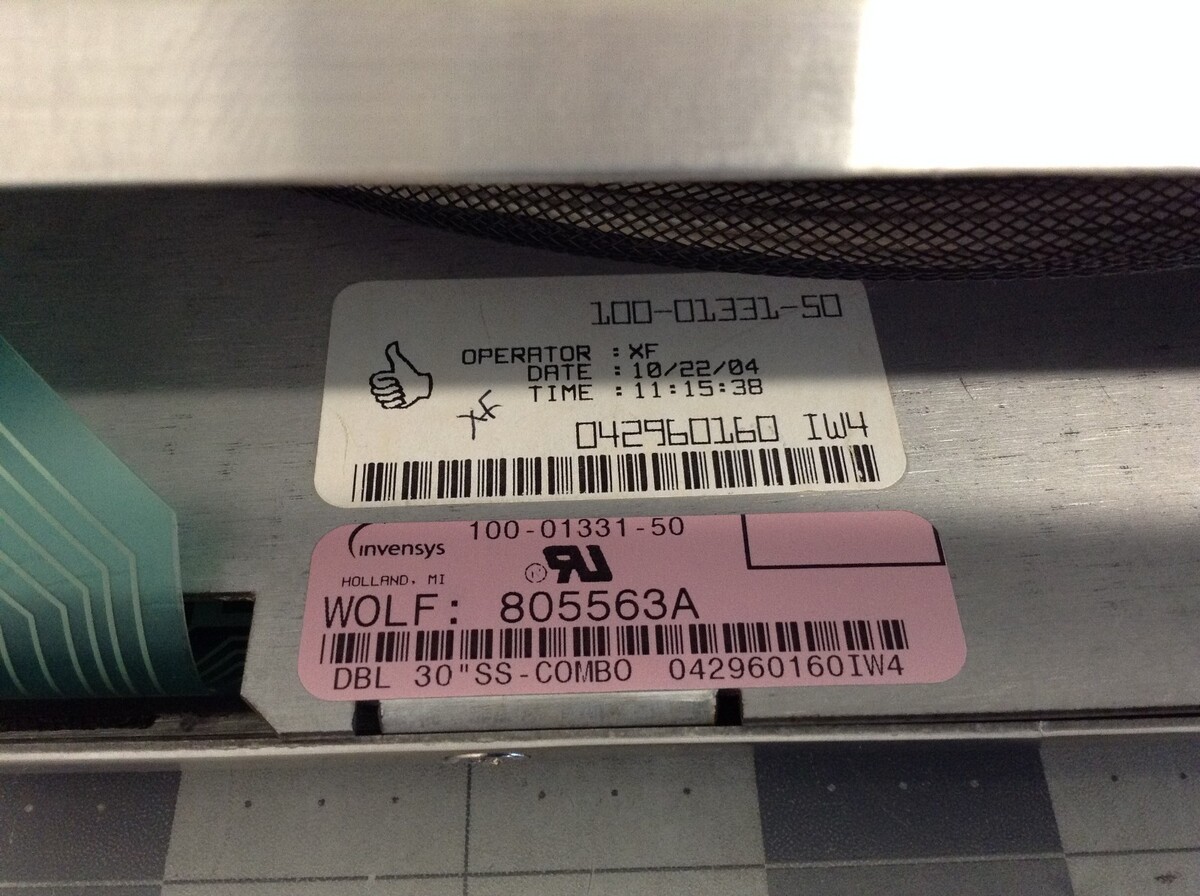 100-01331-50
OPERATOR : XF
DATE : 10/22/04
TIME : 11:15:38
XF
042960160 IW4
invensys 100-01331-50
HOLLAND, MI
WOLF: 805563A
DBL 30"SS-COMBO 042960160IW4